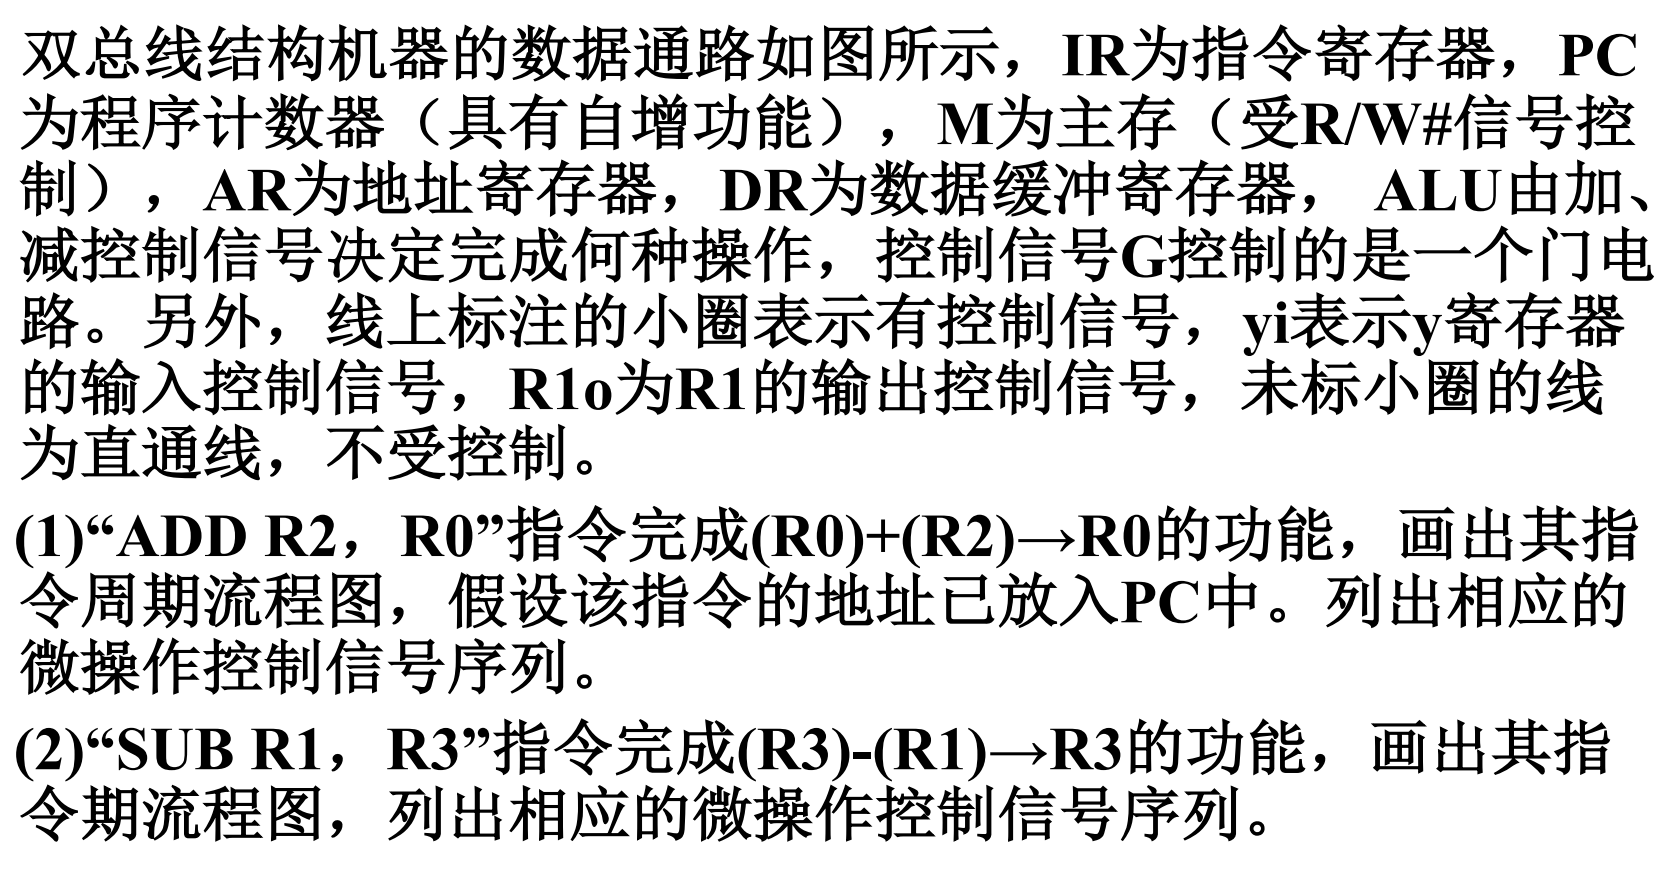 双总线结构机器的数据通路如图所示，IR为指令寄存器，PC
为程序计数器（具有自增功能），M为主存（受R/W#信号控
制），AR为地址寄存器，DR为数据缓冲寄存器， ALU由加、
减控制信号决定完成何种操作，控制信号G控制的是一个门电
路。另外，线上标注的小圈表示有控制信号，yi表示y寄存器
的输入控制信号，R1o为R1的输出控制信号，未标小圈的线
为直通线，不受控制。
(1)“ADD R2，R0”指令完成(R0)+(R2)→R0的功能，画出其指
令周期流程图，假设该指令的地址已放入PC中。列出相应的
微操作控制信号序列。
(2)“SUB R1，R3”指令完成(R3)-(R1)→R3的功能，画出其指
令期流程图，列出相应的微操作控制信号序列。